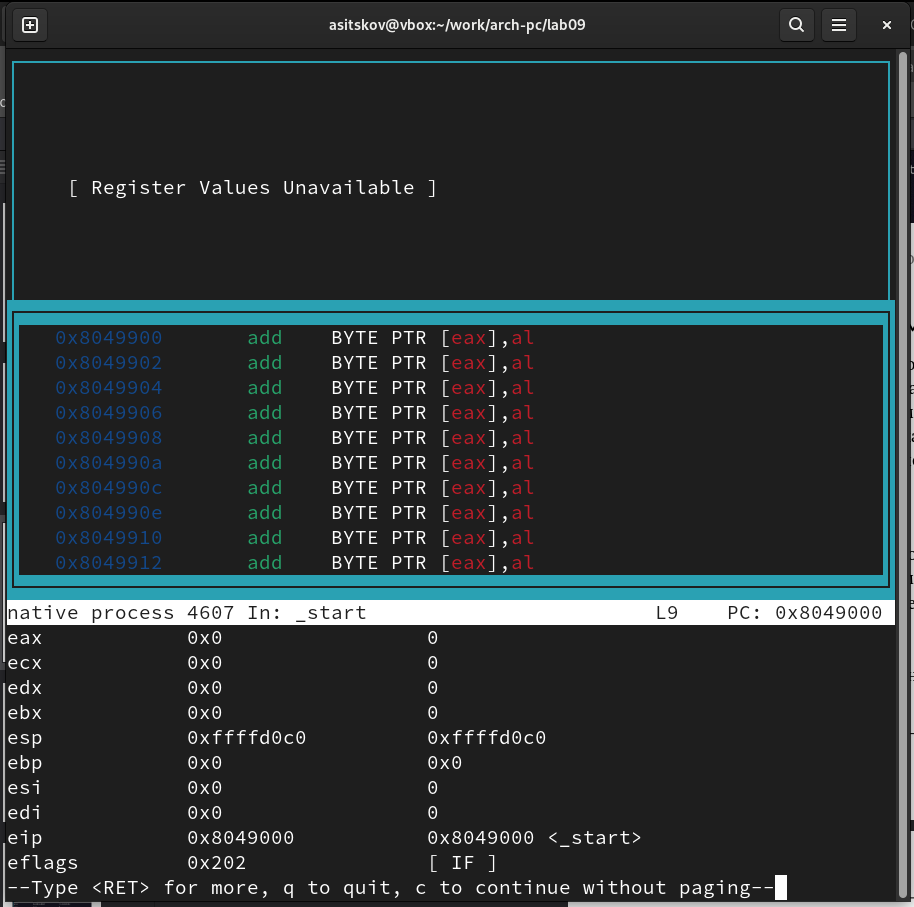 asitskov@vbox:~/work/arch-pc/lab09
[ Register Values Unavailable ]
0x8049900 add BYTE PTR [eax],al
0x8049902 add BYTE PTR [eax],al
0x8049904 add BYTE PTR [eax],al
0x8049906 add BYTE PTR [eax],al
0x8049908 add BYTE PTR [eax],al
0x804990a add BYTE PTR [eax],al
0x804990c add BYTE PTR [eax],al
0x804990e add BYTE PTR [eax],al
0x8049910 add BYTE PTR [eax],al
0x8049912 add BYTE PTR [eax],al
native process 4607 In: _start L9 PC: 0x8049000
eax 0x0 0
ecx 0x0 0
edx 0x0 0
ebx 0x0 0
esp 0xffffd0c0 0xffffd0c0
ebp 0x0 0x0
esi 0x0 0
edi 0x0 0
eip 0x8049000 0x8049000 <_start>
eflags 0x202 [ IF ]
--Type <RET> for more, q to quit, c to continue without paging--